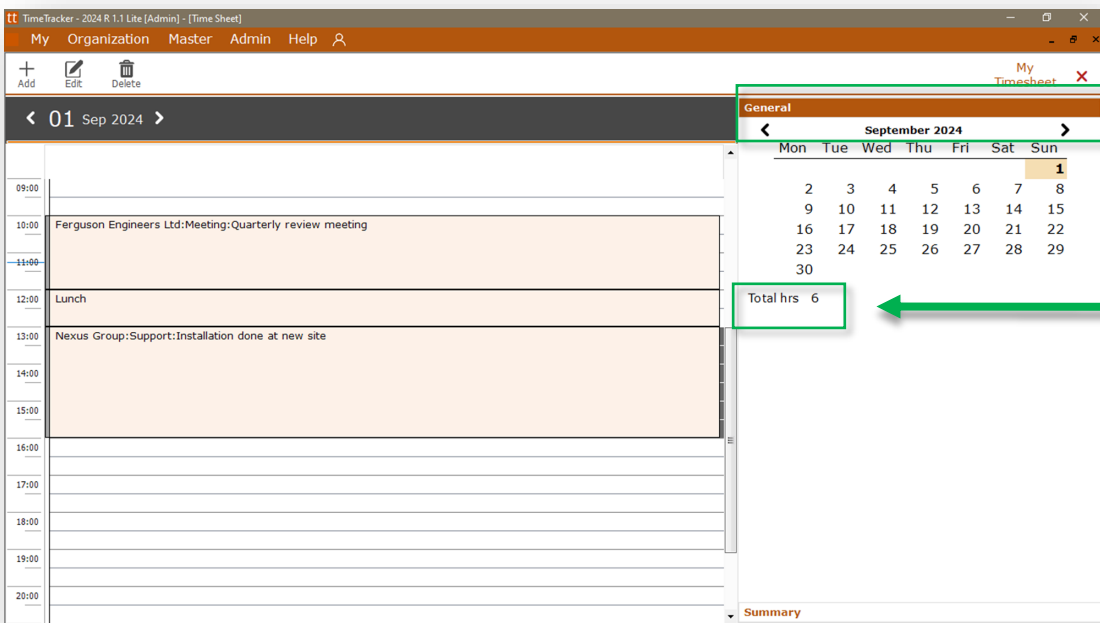 tt TimeTracker - 2024 R 1.1 Lite [Admin] - [Time Sheet]
My Organization Master Admin Help
Add Edit Delete
My
Timesheet
01 Sep 2024
General
September 2024
Mon Tue Wed Thu Fri Sat Sun
1
2 3 4 5 6 7 8
9 10 11 12 13 14 15
16 17 18 19 20 21 22
23 24 25 26 27 28 29
30
Total hrs 6
09:00
10:00 Ferguson Engineers Ltd:Meeting:Quarterly review meeting
11:00
12:00 Lunch
13:00 Nexus Group:Support:Installation done at new site
14:00
15:00
16:00
17:00
18:00
19:00
20:00
Summary